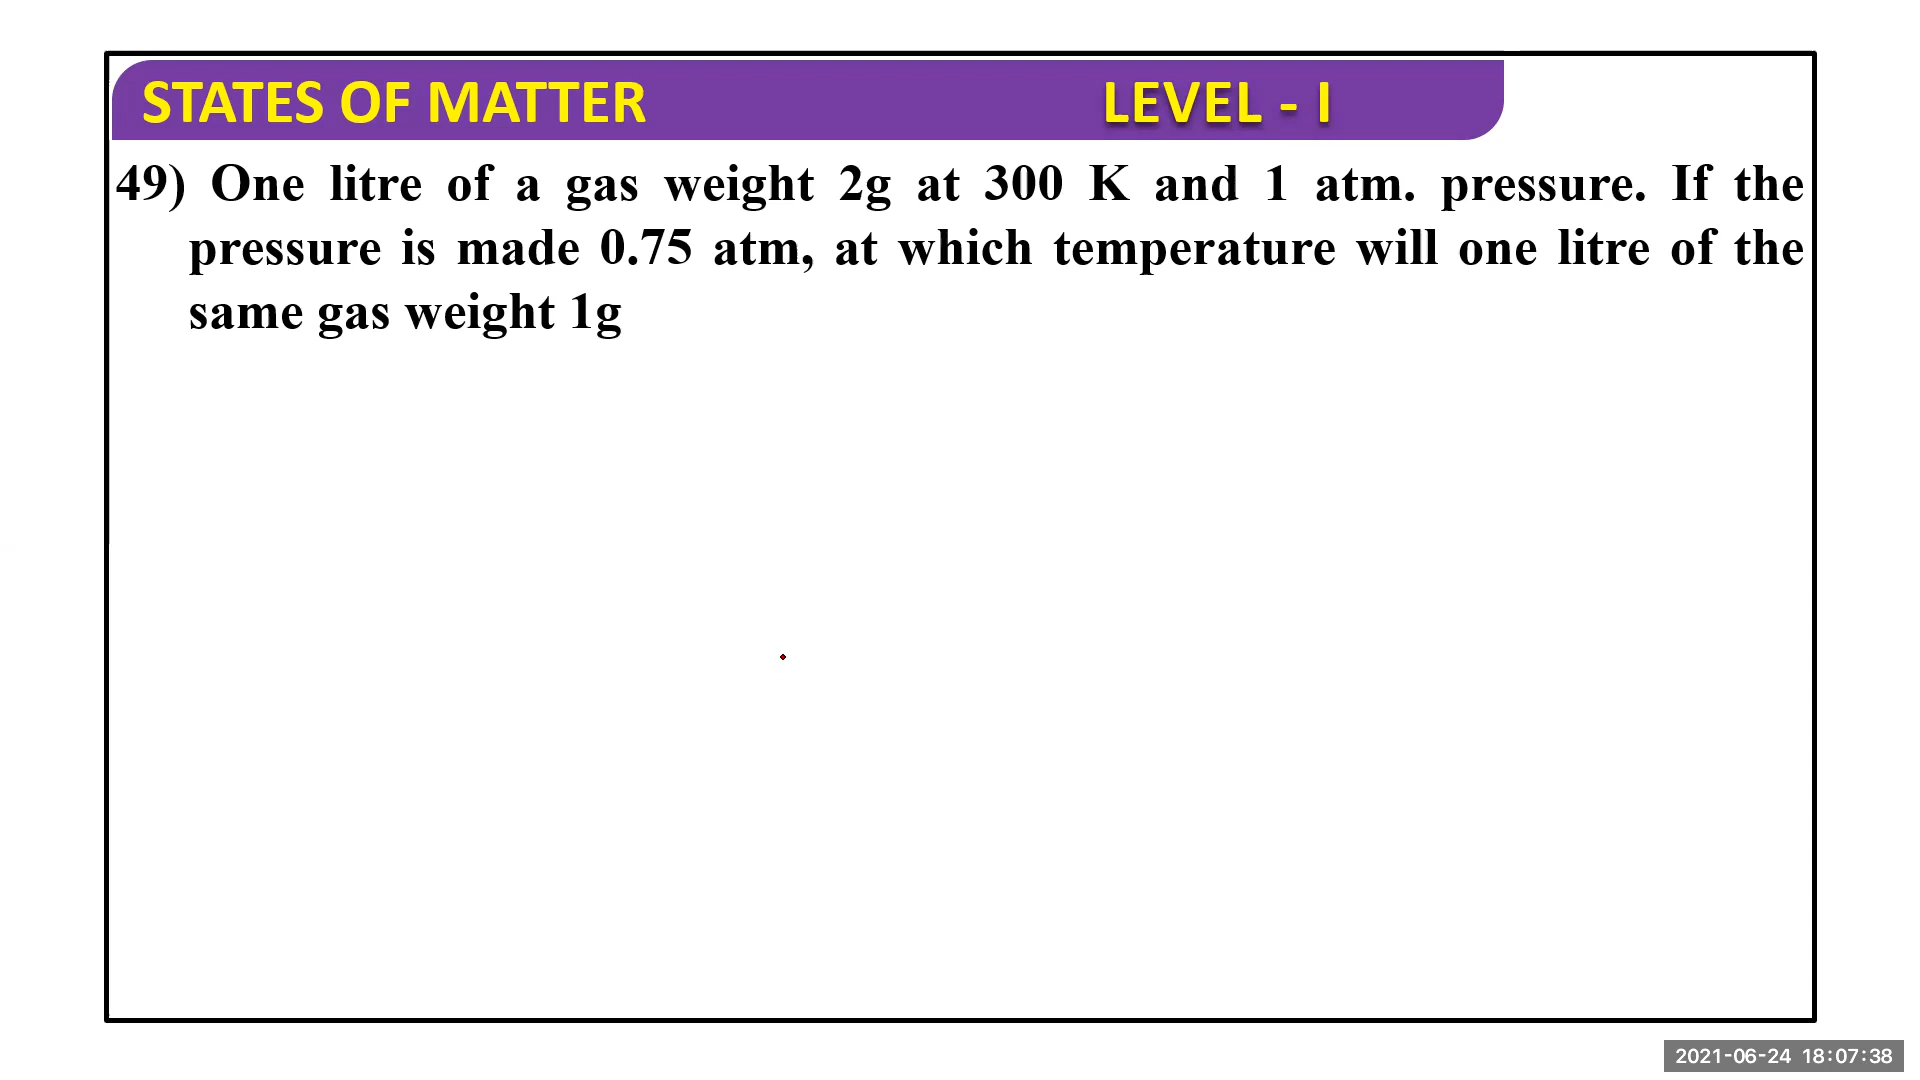 STATES OF MATTER LEVEL - I
49) One litre of a gas weight 2g at 300 K and 1 atm. pressure. If the
pressure is made 0.75 atm, at which temperature will one litre of the
same gas weight 1g
2021-06-24 18:07:38